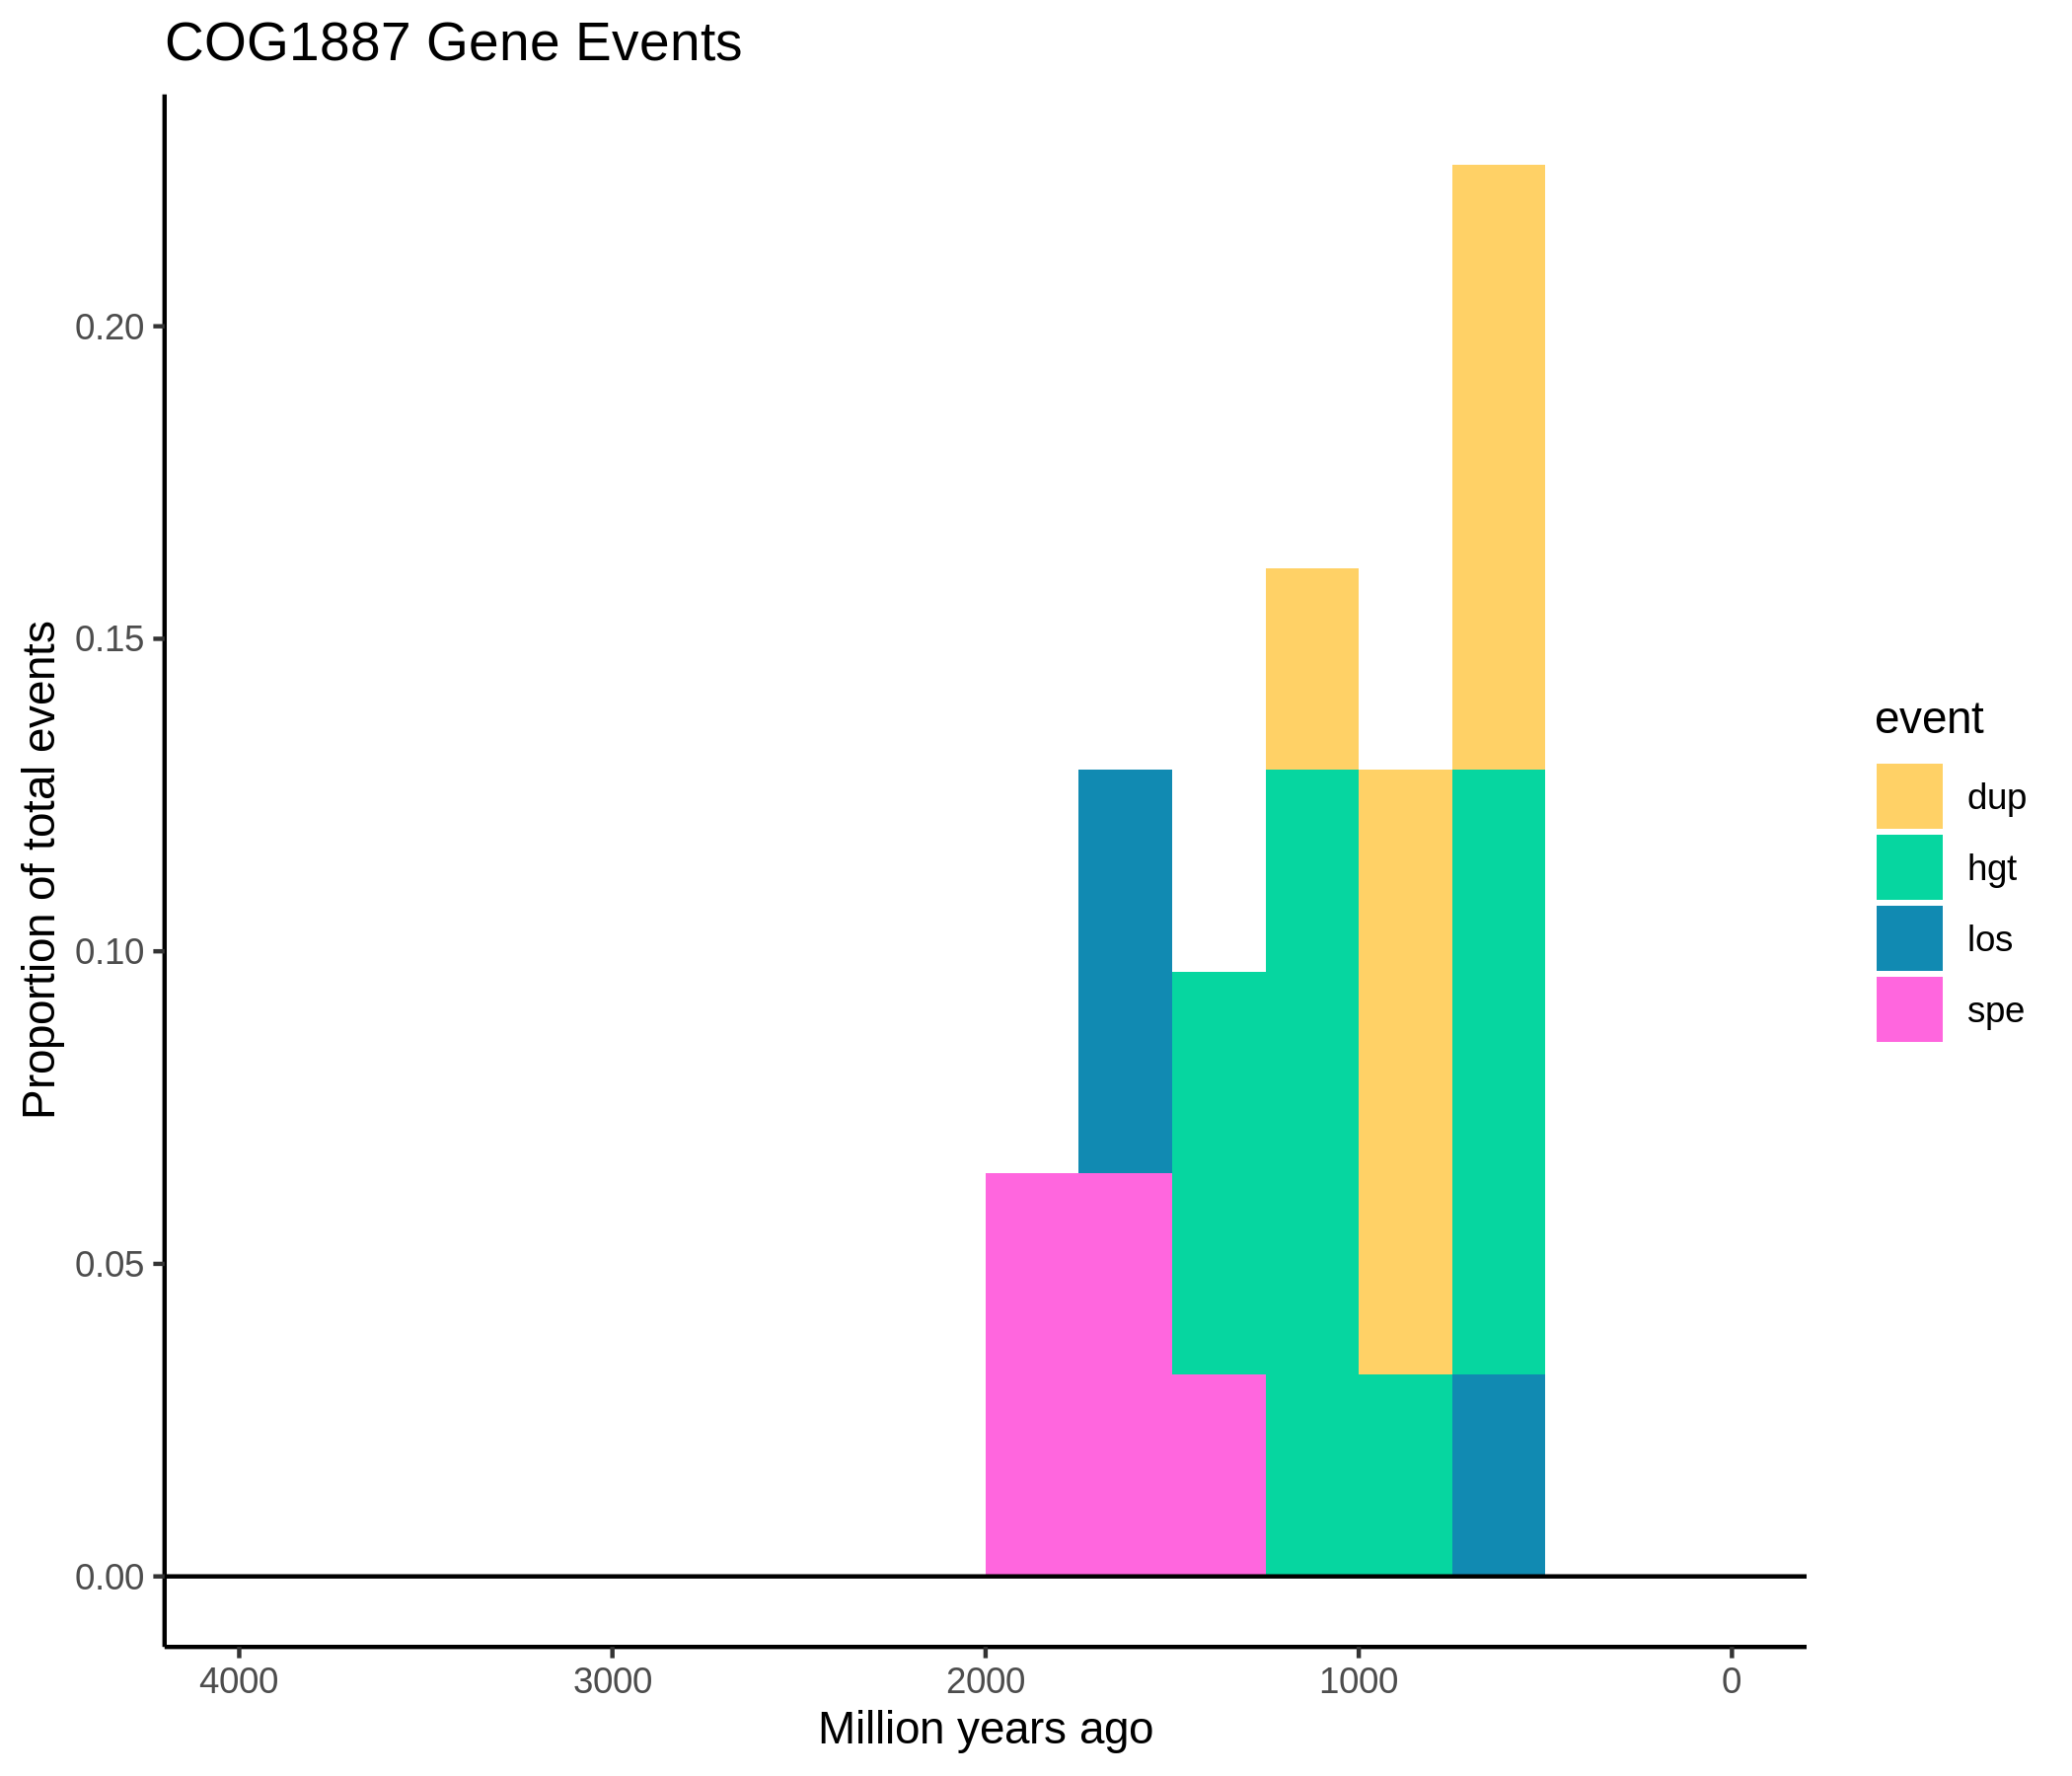 COG1887 Gene Events
Proportion of total events
0.20
0.15
0.10
0.05
0.00
4000 3000 2000 1000 0
Million years ago
event
dup
hgt
los
spe